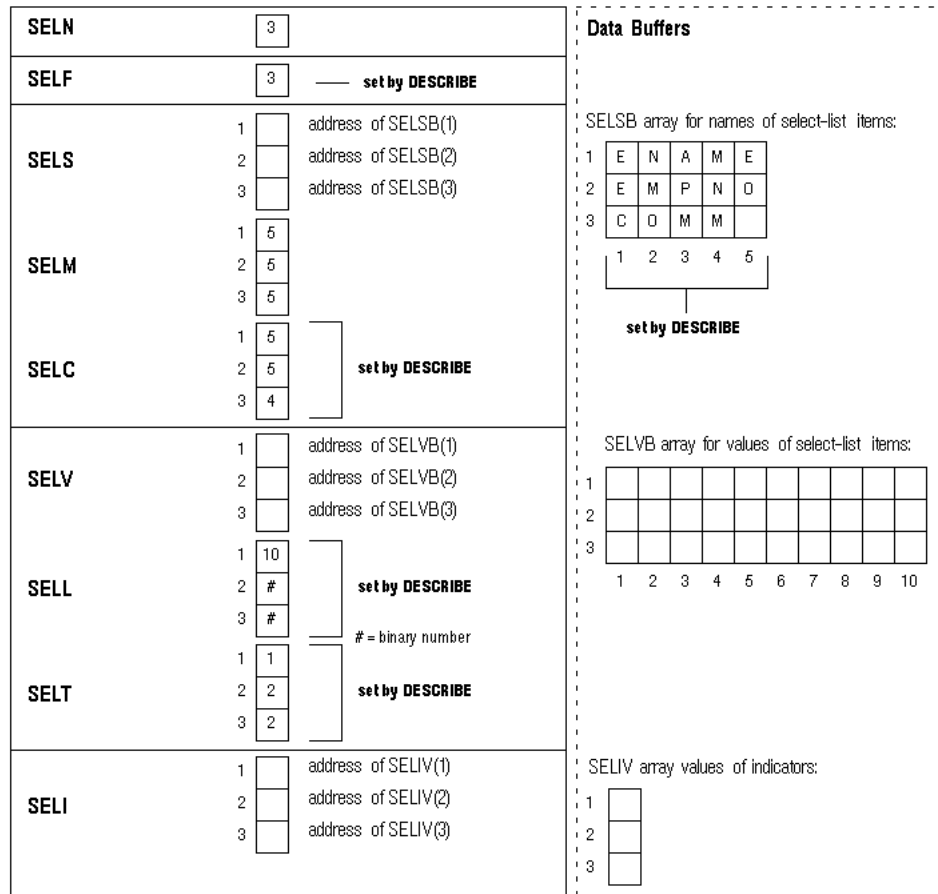 SELN 3
SELF 3 set by DESCRIBE
SELS
1 address of SELSB(1)
2 address of SELSB(2)
3 address of SELSB(3)
SELM
1 5
2 5
3 5
SELC
1 5
2 5
3 4
set by DESCRIBE
SELV
1 address of SELVB(1)
2 address of SELVB(2)
3 address of SELVB(3)
SELL
1 10
2 #
3 #
set by DESCRIBE
# = binary number
SELT
1 1
2 2
3 2
set by DESCRIBE
SELI
1 address of SELIV(1)
2 address of SELIV(2)
3 address of SELIV(3)
Data Buffers
SELSB array for names of select-list items:
1 E N A M E
2 E M P N O
3 C O M M
1 2 3 4 5
set by DESCRIBE
SELVB array for values of select-list items:
1
2
3
1 2 3 4 5 6 7 8 9 10
SELIV array values of indicators:
1
2
3